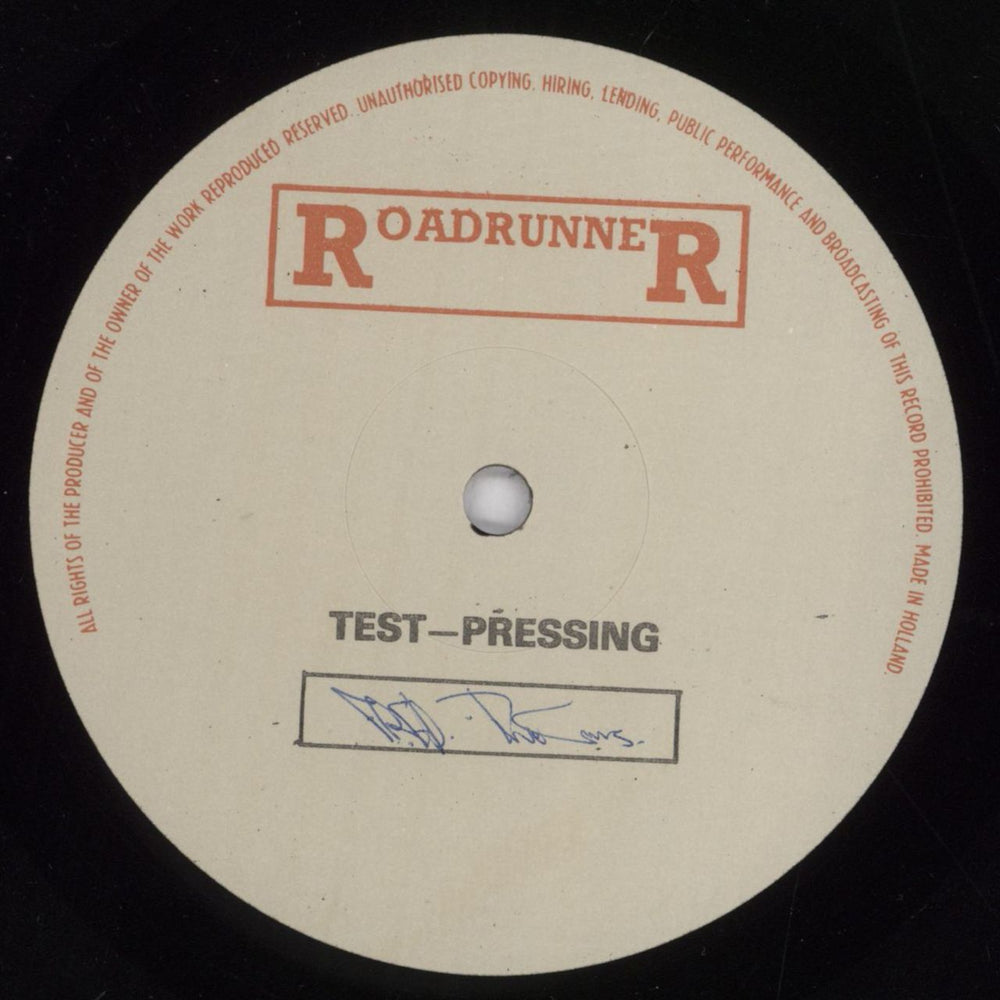 ALL RIGHTS OF THE PRODUCER AND OF THE OWNER OF THE WORK REPRODUCED RESERVED. UNAUTHORISED COPYING, HIRING, LENDING, PUBLIC PERFORMANCE AND BROADCASTING OF THIS RECORD PROHIBITED. MADE IN HOLLAND.
ROADRUNNER
TEST—PRESSING